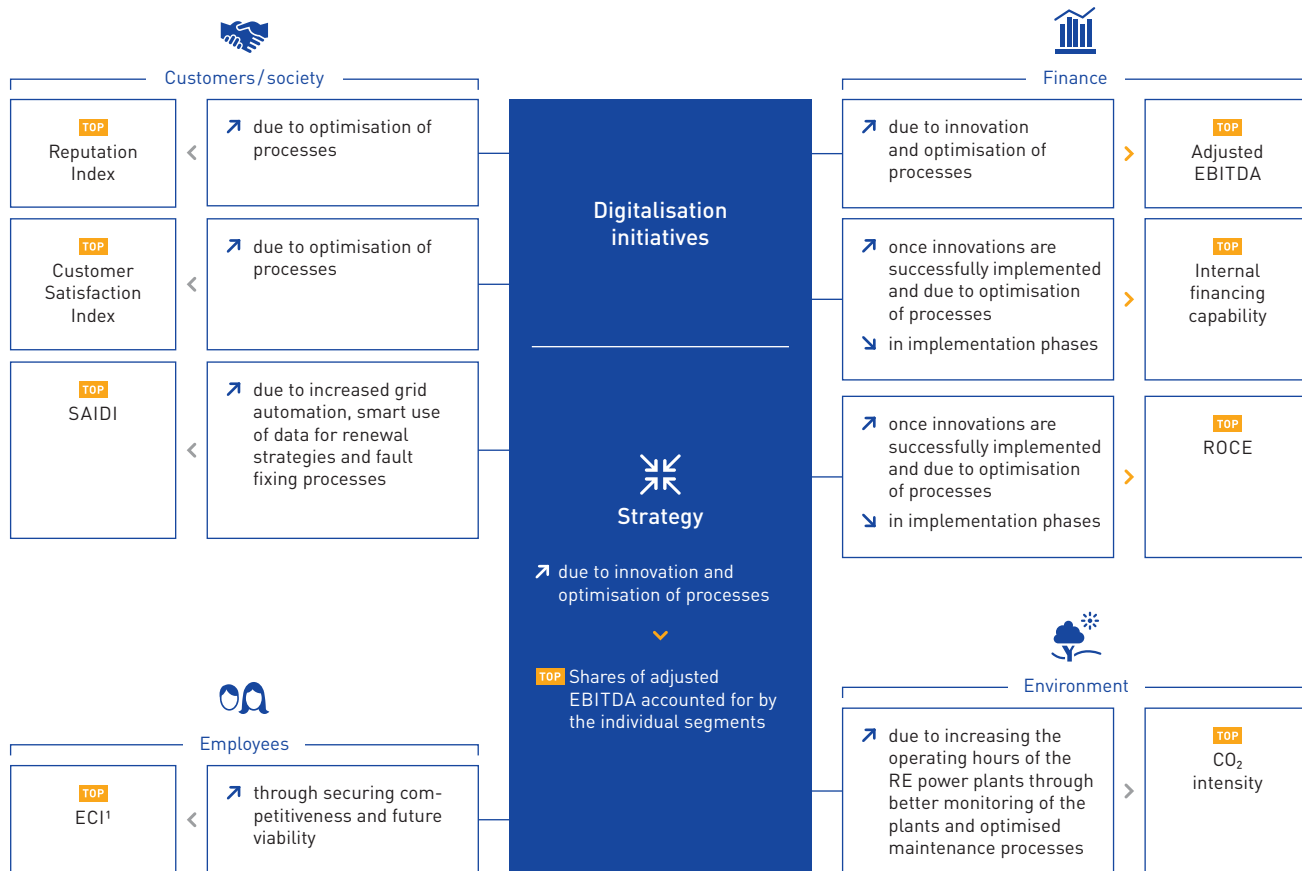 Customers/society
TOP
Reputation
Index
due to optimisation of
processes
TOP
Customer
Satisfaction
Index
due to optimisation of
processes
TOP
SAIDI
due to increased grid
automation, smart use
of data for renewal
strategies and fault
fixing processes
Employees
TOP
ECI¹
through securing com-
petitiveness and future
viability
Digitalisation
initiatives
Strategy
due to innovation and
optimisation of processes
TOP Shares of adjusted
EBITDA accounted for by
the individual segments
Finance
due to innovation
and optimisation of
processes
TOP
Adjusted
EBITDA
once innovations are
successfully implemented
and due to optimisation
of processes
in implementation phases
TOP
Internal
financing
capability
once innovations are
successfully implemented
and due to optimisation
of processes
in implementation phases
TOP
ROCE
Environment
due to increasing the
operating hours of the
RE power plants through
better monitoring of the
plants and optimised
maintenance processes
TOP
CO₂
intensity